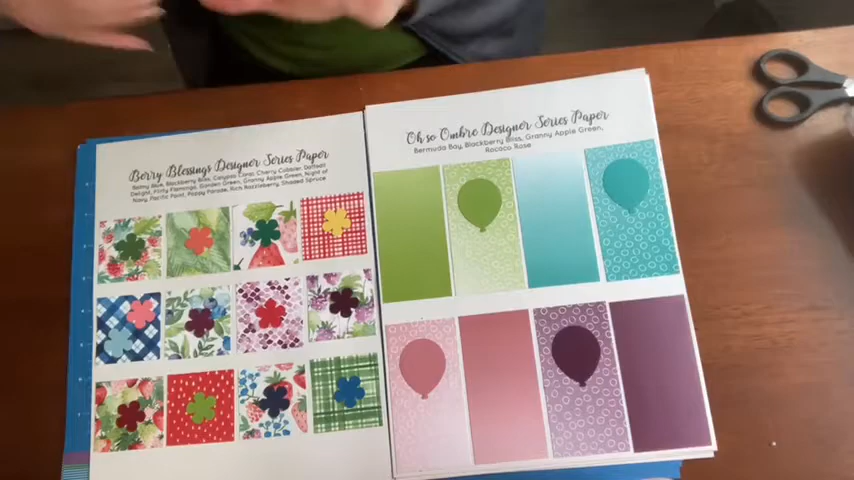 Berry Blessings Designer Series Paper
Balmy Blue, Blackberry Bliss, Calypso Coral, Cherry Cobbler, Daffodil
Delight, Flirty Flamingo, Garden Green, Granny Apple Green, Night of
Navy, Pacific Point, Poppy Parade, Rich Razzleberry, Shaded Spruce
Oh so Ombre Designer Series Paper
Bermuda Bay, Blackberry Bliss, Granny Apple Green,
Rococo Rose